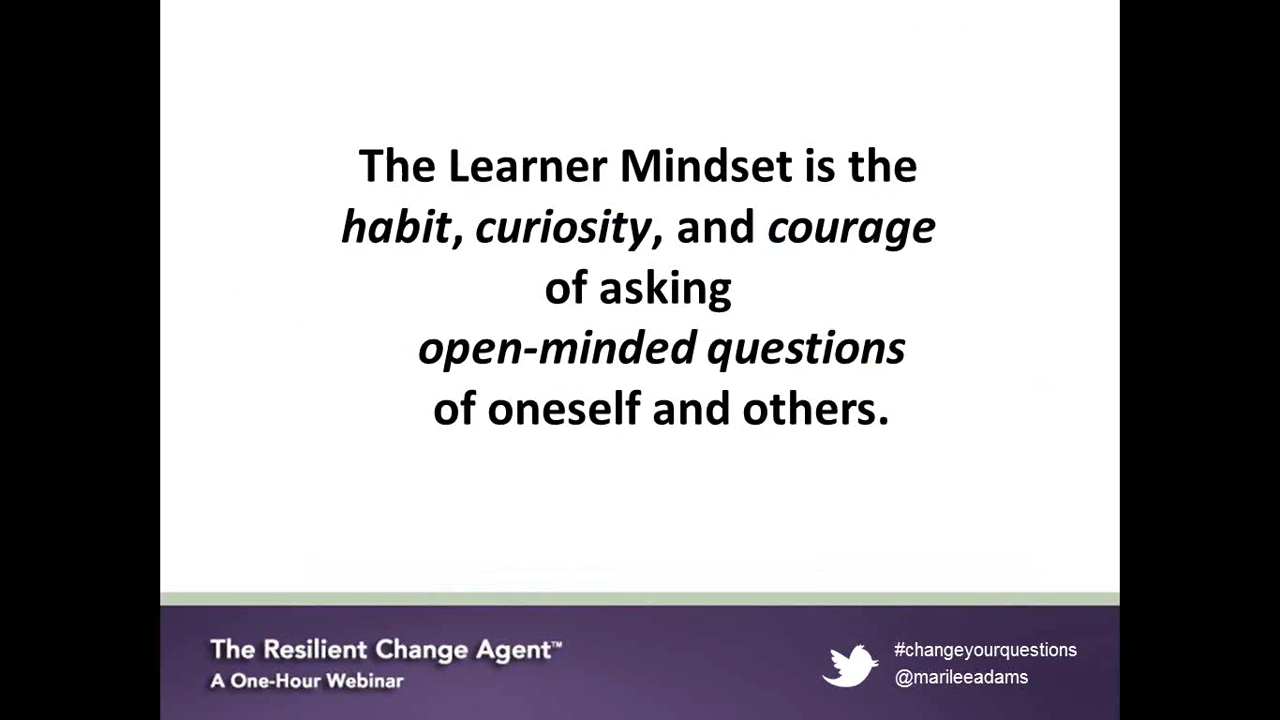 The Learner Mindset is the
habit, curiosity, and courage
of asking
open-minded questions
of oneself and others.
The Resilient Change Agent™
A One-Hour Webinar
#changeyourquestions
@marileeadams